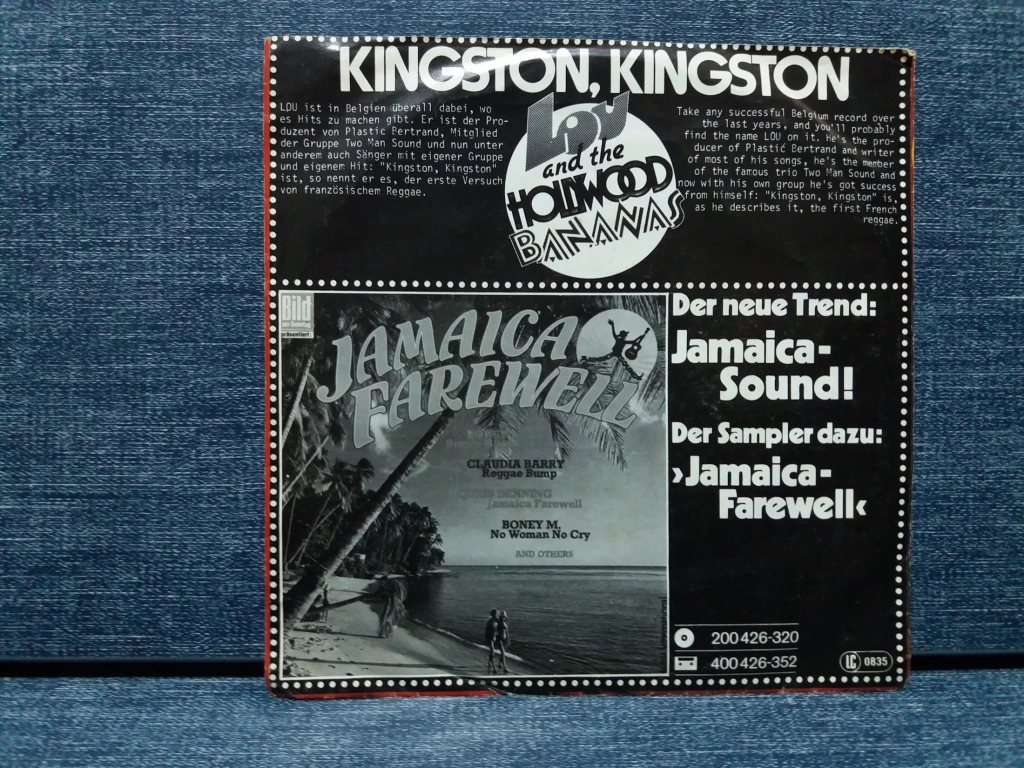 KINGSTON, KINGSTON
LOU ist in Belgien überall dabei, wo
es Hits zu machen gibt. Er ist der Pro-
duzent von Plastic Bertrand, Mitglied
der Gruppe Two Man Sound und nun unter
anderem auch Sänger mit eigener Gruppe
und eigenem Hit: "Kingston, Kingston"
ist, so nennt er es, der erste Versuch
von französischem Reggae.
LOU
and the
HOLLYWOOD
BANANAS
Take any successful Belgium record over
the last years, and you'll probably
find the name LOU on it. He's the pro-
ducer of Plastic Bertrand and writer
of most of his songs, he's the member
of the famous trio Two Man Sound and
now with his own group he's got success
from himself: "Kingston, Kingston" is,
as he describes it, the first French
reggae.
Bild
präsentiert
JAMAICA
FAREWELL
CLAUDIA BARRY
Reggae Bump
CHRIS DENNING
Jamaica Farewell
BONEY M.
No Woman No Cry
AND OTHERS
Der neue Trend:
Jamaica-
Sound!
Der Sampler dazu:
›Jamaica-
Farewell‹
200 426-320
400 426-352
LC 0835